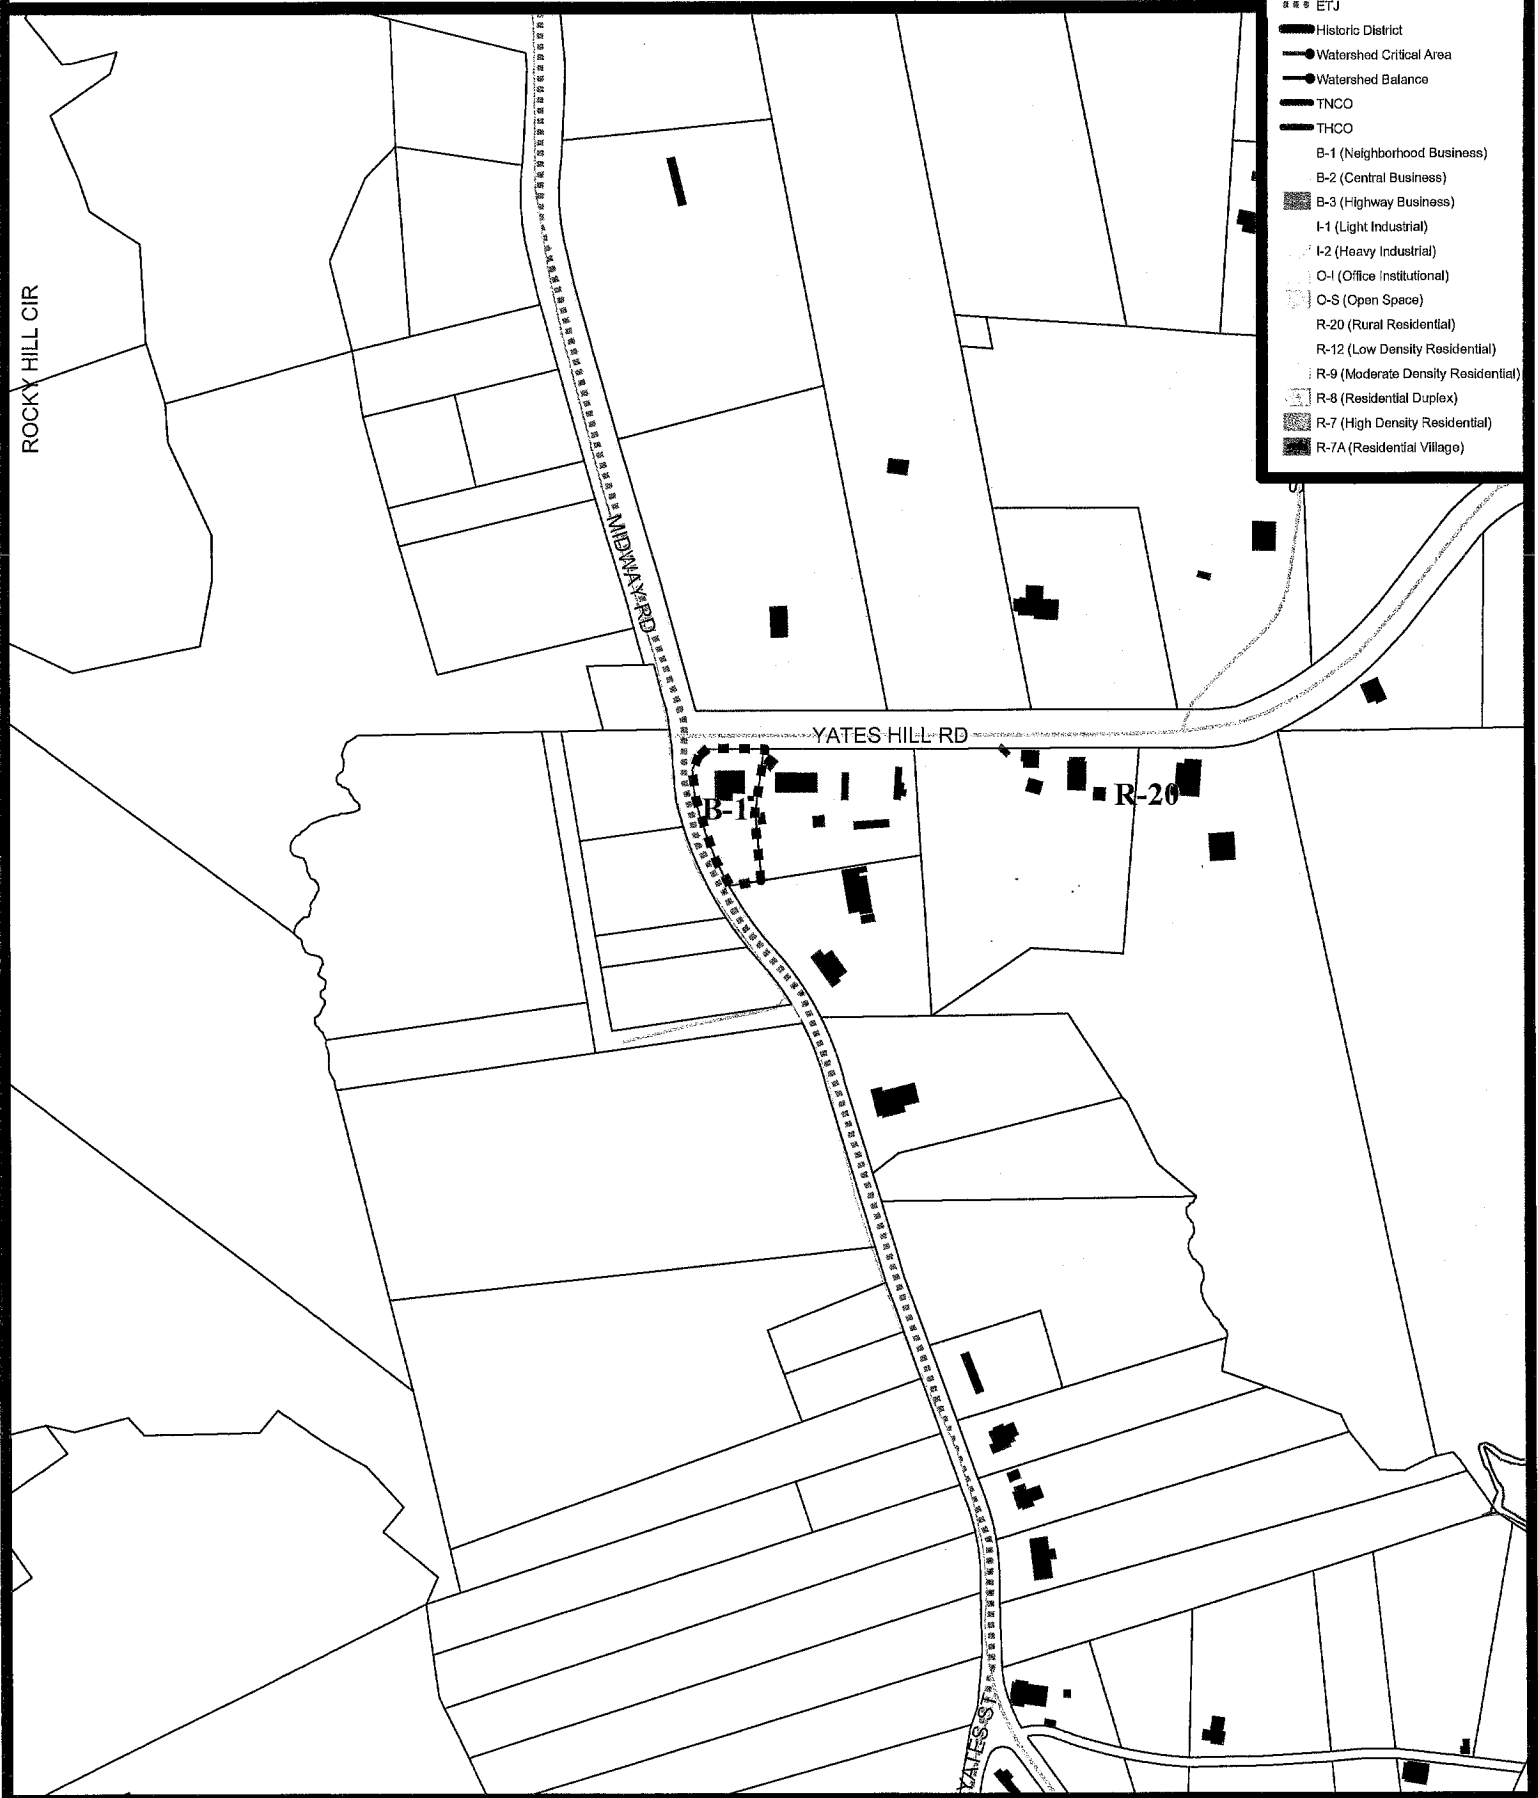 ETJ
Historic District
Watershed Critical Area
Watershed Balance
TNCO
THCO
B-1 (Neighborhood Business)
B-2 (Central Business)
B-3 (Highway Business)
I-1 (Light Industrial)
I-2 (Heavy Industrial)
O-I (Office Institutional)
O-S (Open Space)
R-20 (Rural Residential)
R-12 (Low Density Residential)
R-9 (Moderate Density Residential)
R-8 (Residential Duplex)
R-7 (High Density Residential)
R-7A (Residential Village)
ROCKY HILL CIR
S
MIDWAY RD
YATES HILL RD
B-1
R-20
YATES ST